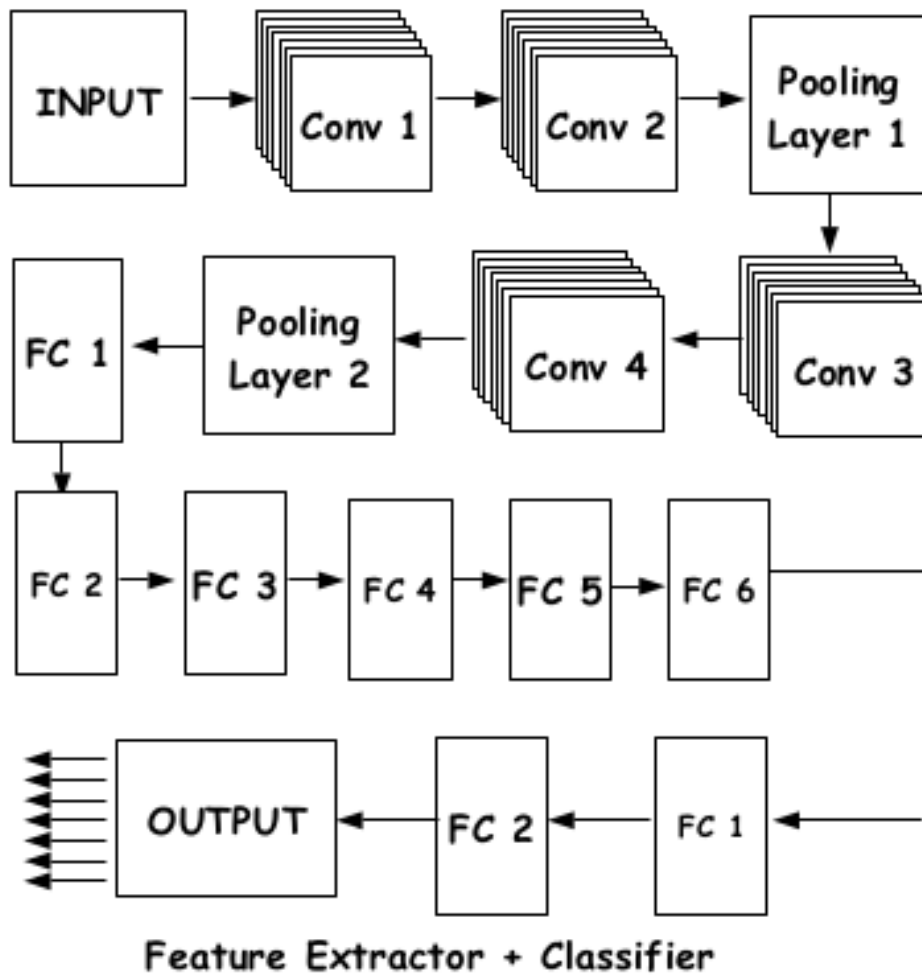 INPUT
Conv 1
Conv 2
Pooling
Layer 1
FC 1
Pooling
Layer 2
Conv 4
Conv 3
FC 2
FC 3
FC 4
FC 5
FC 6
OUTPUT
FC 2
FC 1
Feature Extractor + Classifier